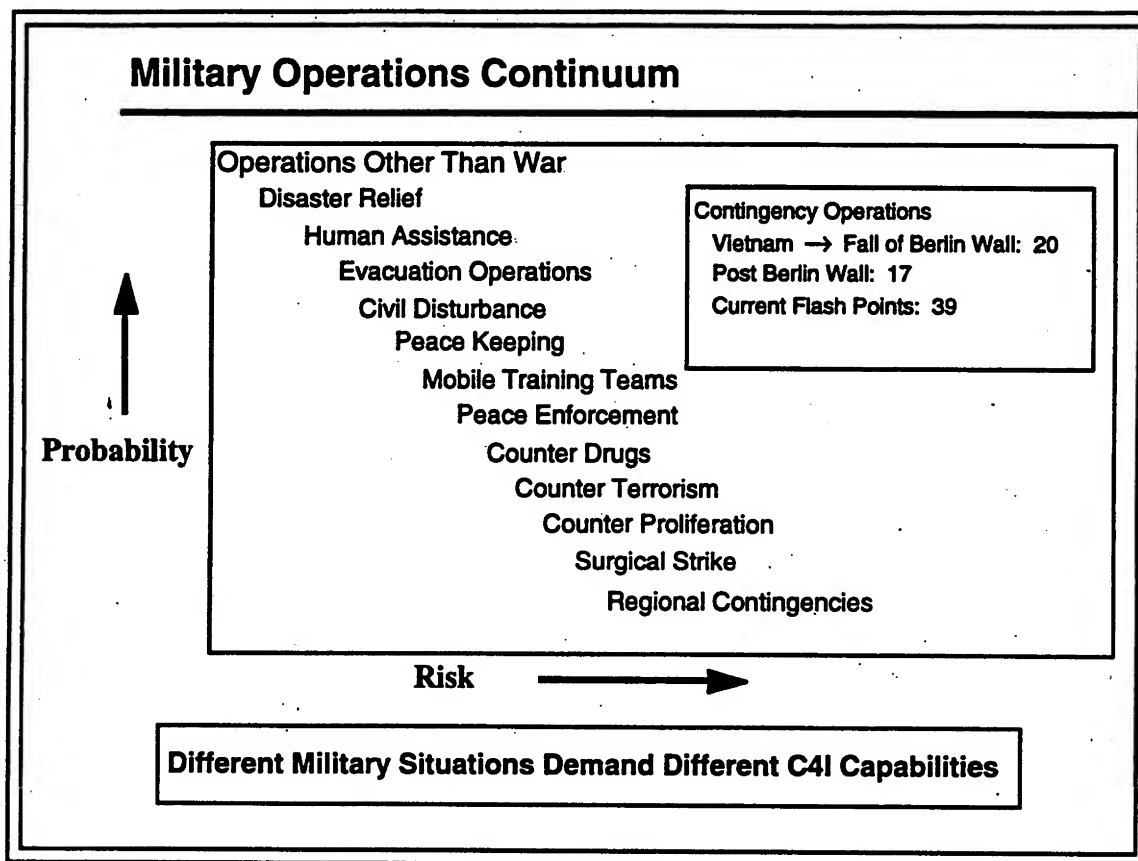 Military Operations Continuum
Operations Other Than War
Disaster Relief
Human Assistance
Evacuation Operations
Civil Disturbance
Peace Keeping
Mobile Training Teams
Peace Enforcement
Counter Drugs
Counter Terrorism
Counter Proliferation
Surgical Strike
Regional Contingencies
Contingency Operations
Vietnam → Fall of Berlin Wall: 20
Post Berlin Wall: 17
Current Flash Points: 39
Probability
Risk
Different Military Situations Demand Different C4I Capabilities